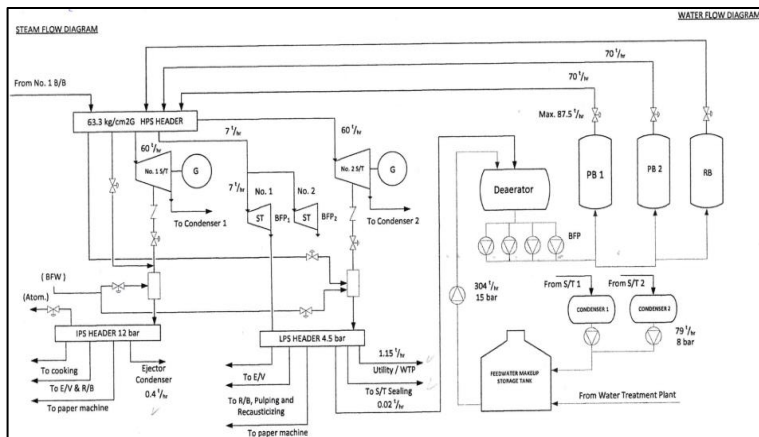 STEAM FLOW DIAGRAM
WATER FLOW DIAGRAM
From No. 1 B/B
63.3 kg/cm2G HPS HEADER
70 t/hr
70 t/hr
Max. 87.5 t/hr
7 t/hr
60 t/hr
60 t/hr
No. 1 S/T
G
7 t/hr
No. 1
No. 2
No. 2 S/T
G
ST
BFP1
ST
BFP2
To Condenser 1
To Condenser 2
Deaerator
PB 1
PB 2
RB
BFP
( BFW )
(Atom.)
304 t/hr
15 bar
From S/T 1
From S/T 2
CONDENSER 1
CONDENSER 2
79 t/hr
8 bar
IPS HEADER 12 bar
LPS HEADER 4.5 bar
To cooking
To E/V & R/B
To paper machine
Ejector
Condenser
0.4 t/hr
To E/V
To R/B, Pulping and
Recausticizing
To paper machine
1.15 t/hr
Utility / WTP
To S/T Sealing
0.02 t/hr
FEEDWATER MAKEUP
STORAGE TANK
From Water Treatment Plant